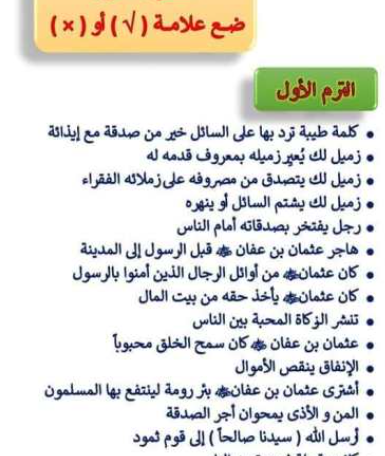 ضع علامة ( √ ) أو ( × )
الترم الأول
• كلمة طيبة ترد بها على السائل خير من صدقة مع إيذائة
• زميل لك يُعير زميله بمعروف قدمه له
• زميل لك يتصدق من مصروفه على زملائه الفقراء
• زميل لك يشتم السائل أو ينهره
• رجل يفتخر بصدقاته أمام الناس
• هاجر عثمان بن عفان ﷺ قبل الرسول إلى المدينة
• كان عثمان ﷺ من أوائل الرجال الذين أمنوا بالرسول
• كان عثمان ﷺ يأخذ حقه من بيت المال
• تنشر الزكاة المحبة بين الناس
• عثمان بن عفان ﷺ كان سمح الخلق محبوباً
• الإنفاق ينقص الأموال
• أشترى عثمان بن عفان ﷺ بئر رومة لينتفع بها المسلمون
• المن و الأذى يمحوان أجر الصدقة
• أرسل الله ( سيدنا صالحاً ) إلى قوم ثمود